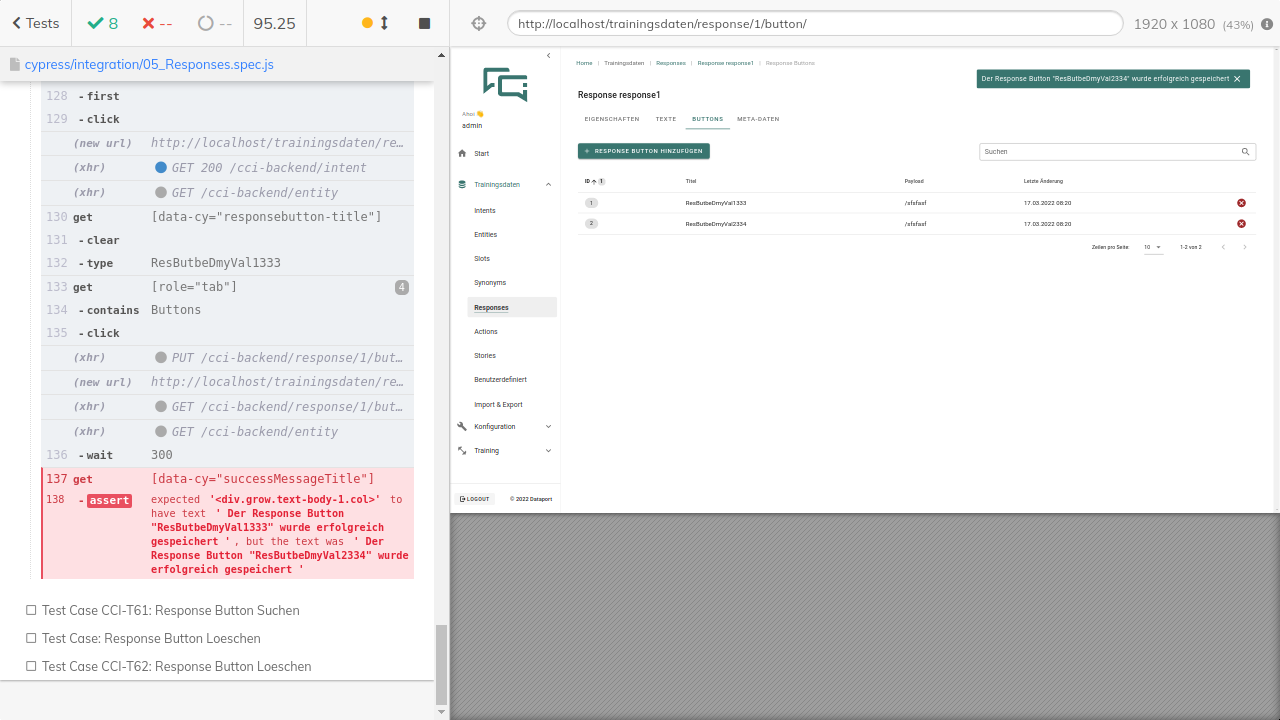 Tests
8
--
--
95.25
http://localhost/trainingsdaten/response/1/button/
1920 x 1080 (43%)
cypressintegration/05_Responses.spec.js
- first
129 - click
(new url) http://localhost/trainingsdaten/re...
(xhr) GET 200 /cci-backend/intent
(xhr) GET /cci-backend/entity
130 get [data-cy="responsebutton-title"]
131 - clear
132 - type ResButbeDmyVal1333
133 get [role="tab"] 4
134 - contains Buttons
135 - click
(xhr) PUT /cci-backend/response/1/but...
(new url) http://localhost/trainingsdaten/re...
(xhr) GET /cci-backend/response/1/but...
(xhr) GET /cci-backend/entity
136 - wait 300
137 get [data-cy="successMessageTitle"]
138 - assert expected '<div.grow.text-body-1.col>' to
have text ' Der Response Button
"ResButbeDmyVal1333" wurde erfolgreich
gespeichert ', but the text was ' Der
Response Button "ResButbeDmyVal2334" wurde
erfolgreich gespeichert '
Test Case CCI-T61: Response Button Suchen
Test Case: Response Button Loeschen
Test Case CCI-T62: Response Button Loeschen
Ahoi 👋
admin
Start
Trainingsdaten
Intents
Entities
Slots
Synonyms
Responses
Actions
Stories
Benutzerdefiniert
Import & Export
Konfiguration
Training
LOGOUT © 2022 Dataport
Home | Trainingsdaten | Responses | Response response1 | Response Buttons
Der Response Button "ResButbeDmyVal2334" wurde erfolgreich gespeichert
Response response1
EIGENSCHAFTEN TEXTE BUTTONS META-DATEN
+ RESPONSE BUTTON HINZUFÜGEN
Suchen
ID 1 Titel Payload Letzte Änderung
1 ResButbeDmyVal1333 /sfsfasf 17.03.2022 08:20
2 ResButbeDmyVal2334 /sfsfasf 17.03.2022 08:20
Zeilen pro Seite: 10 1-2 von 2